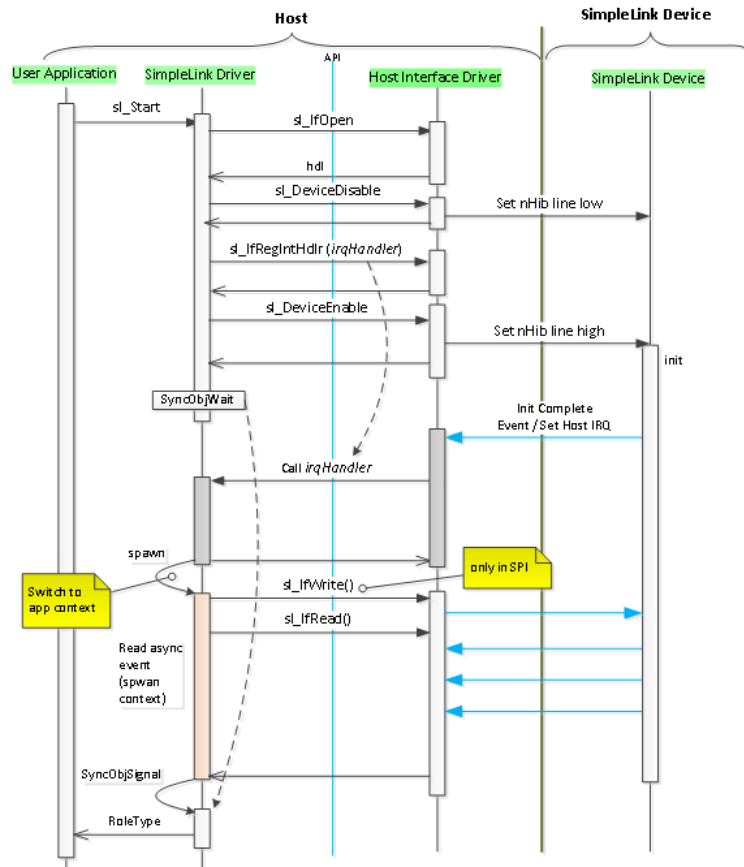 Host
SimpleLink Device
API
User Application
SimpleLink Driver
Host Interface Driver
SimpleLink Device
sl_Start
sl_IfOpen
hdl
sl_DeviceDisable
Set nHib line low
sl_IfRegIntHdlr (irqHandler)
sl_DeviceEnable
Set nHib line high
init
SyncObjWait
Init Complete
Event / Set Host IRQ
Call irqHandler
spawn
only in SPI
sl_IfWrite()
Switch to
app context
sl_IfRead()
Read async
event
(spwan
context)
SyncObjSignal
RoleType